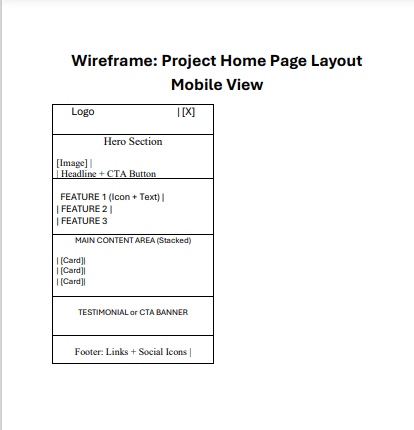 Wireframe: Project Home Page Layout
Mobile View
Logo | [X]
Hero Section
[Image] |
| Headline + CTA Button
FEATURE 1 (Icon + Text) |
| FEATURE 2 |
| FEATURE 3
MAIN CONTENT AREA (Stacked)
| [Card]|
| [Card]|
| [Card]|
TESTIMONIAL or CTA BANNER
Footer: Links + Social Icons |